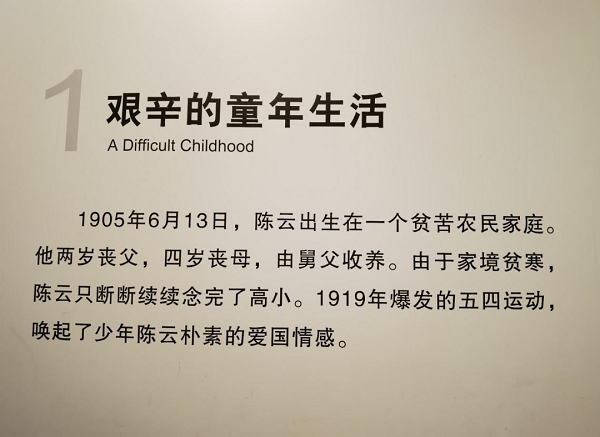 1
艰辛的童年生活
A Difficult Childhood
1905年6月13日，陈云出生在一个贫苦农民家庭。
他两岁丧父，四岁丧母，由舅父收养。由于家境贫寒，
陈云只断断续续念完了高小。1919年爆发的五四运动，
唤起了少年陈云朴素的爱国情感。